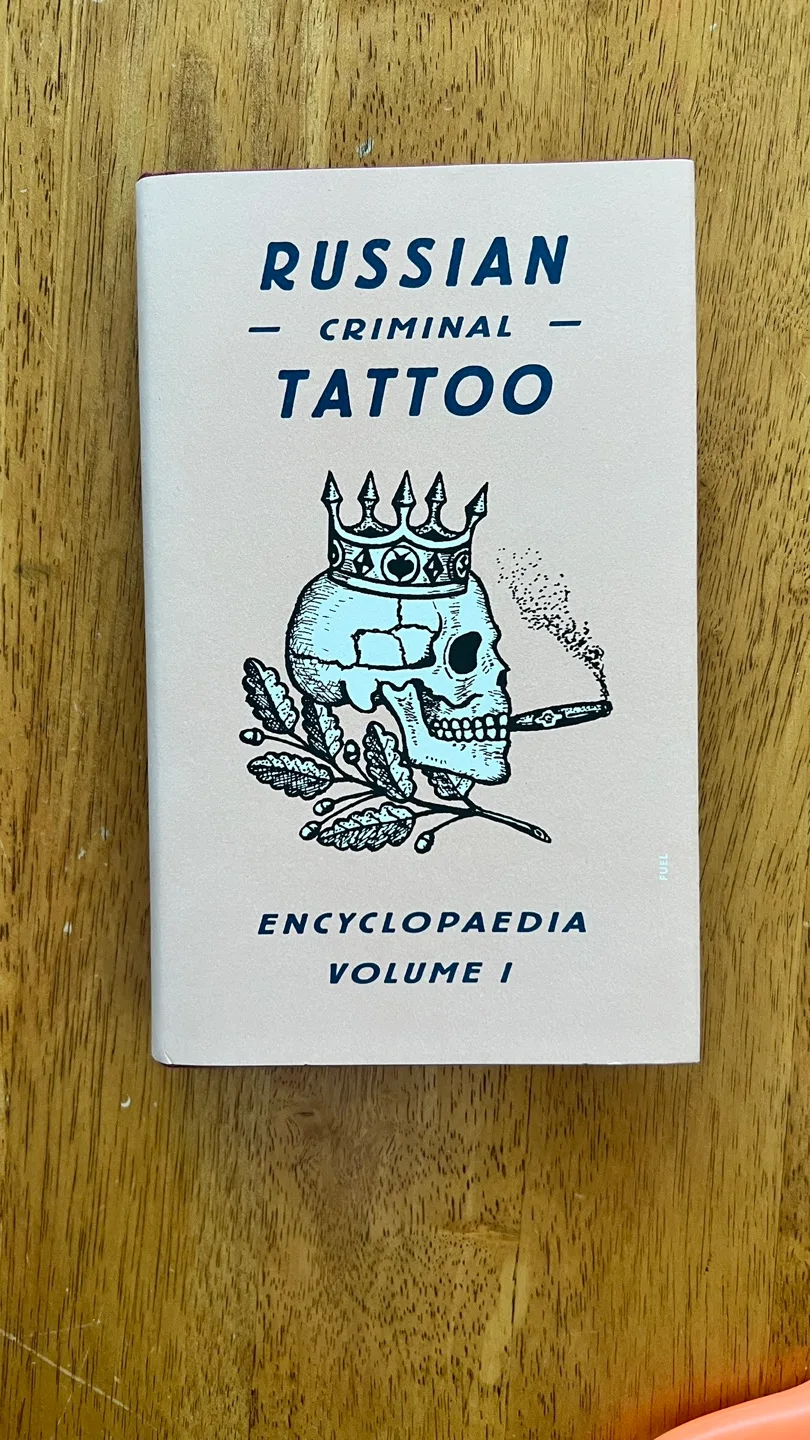 RUSSIAN
— CRIMINAL —
TATTOO
FUEL
ENCYCLOPAEDIA
VOLUME I